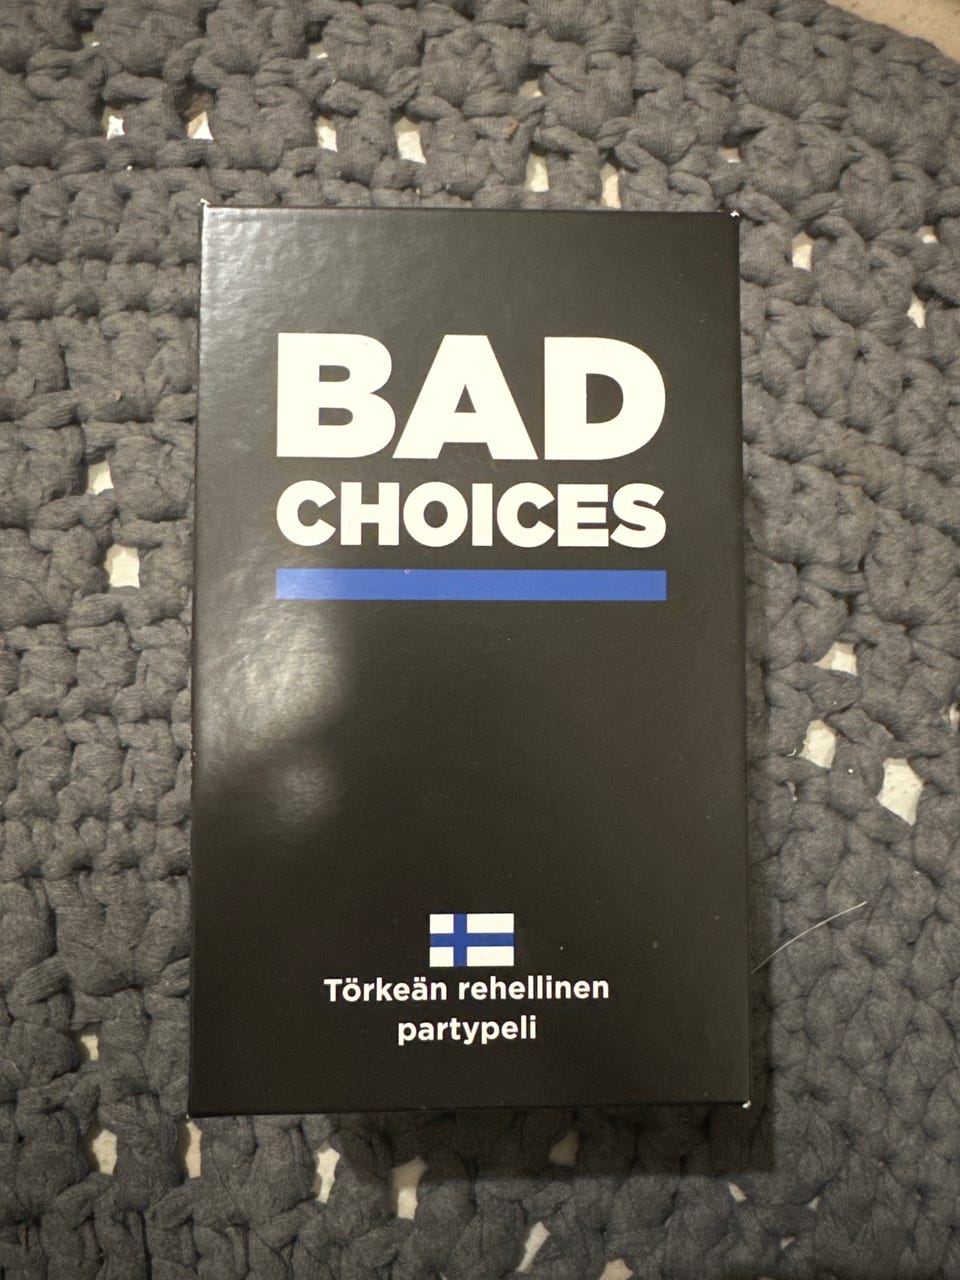 BAD
CHOICES
Törkeän rehellinen
partypeli